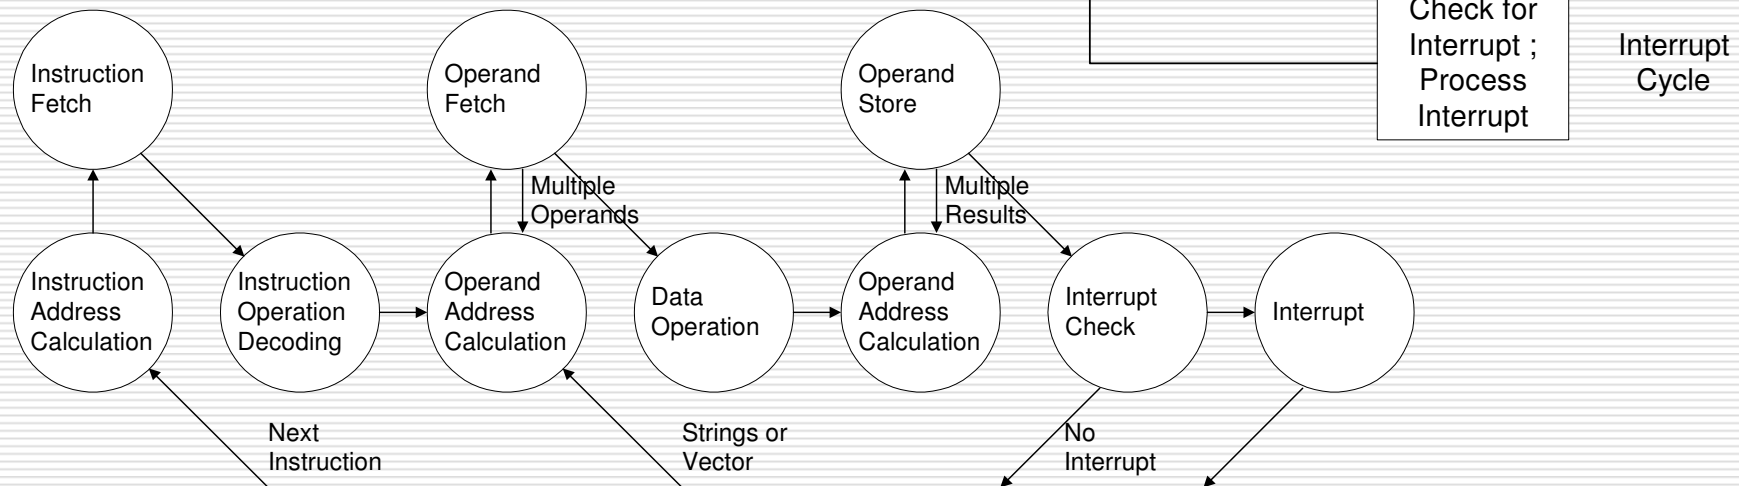 Check for
Interrupt ;
Process
Interrupt
Interrupt
Cycle
Instruction
Fetch
Operand
Fetch
Operand
Store
Multiple
Operands
Multiple
Results
Instruction
Address
Calculation
Instruction
Operation
Decoding
Operand
Address
Calculation
Data
Operation
Operand
Address
Calculation
Interrupt
Check
Interrupt
Next
Instruction
Strings or
Vector
No
Interrupt